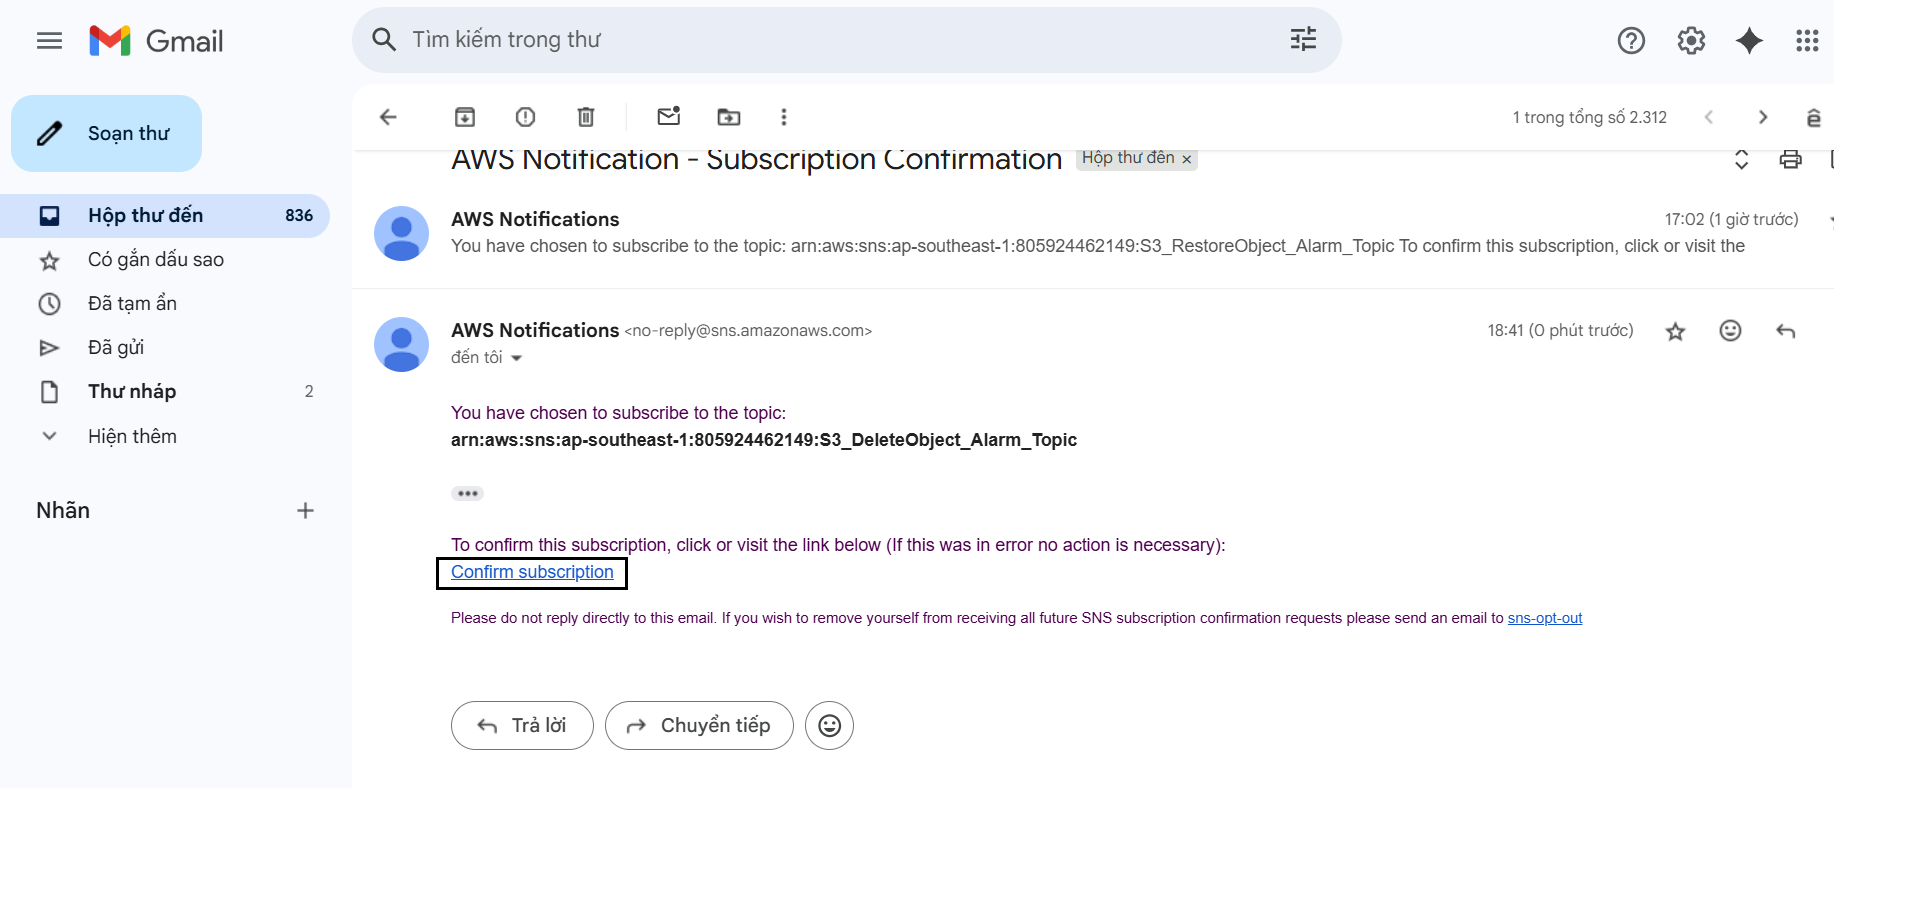 Gmail
Tìm kiếm trong thư
Soạn thư
1 trong tổng số 2.312
Hộp thư đến 836
Có gắn dấu sao
Đã tạm ẩn
Đã gửi
Thư nháp 2
Hiện thêm
Nhãn
AWS Notification - Subscription Confirmation Hộp thư đến ×
AWS Notifications 17:02 (1 giờ trước)
You have chosen to subscribe to the topic: arn:aws:sns:ap-southeast-1:805924462149:S3_RestoreObject_Alarm_Topic To confirm this subscription, click or visit the
AWS Notifications <no-reply@sns.amazonaws.com> 18:41 (0 phút trước)
đến tôi
You have chosen to subscribe to the topic:
arn:aws:sns:ap-southeast-1:805924462149:S3_DeleteObject_Alarm_Topic
To confirm this subscription, click or visit the link below (If this was in error no action is necessary):
Confirm subscription
Please do not reply directly to this email. If you wish to remove yourself from receiving all future SNS subscription confirmation requests please send an email to sns-opt-out
Trả lời
Chuyển tiếp